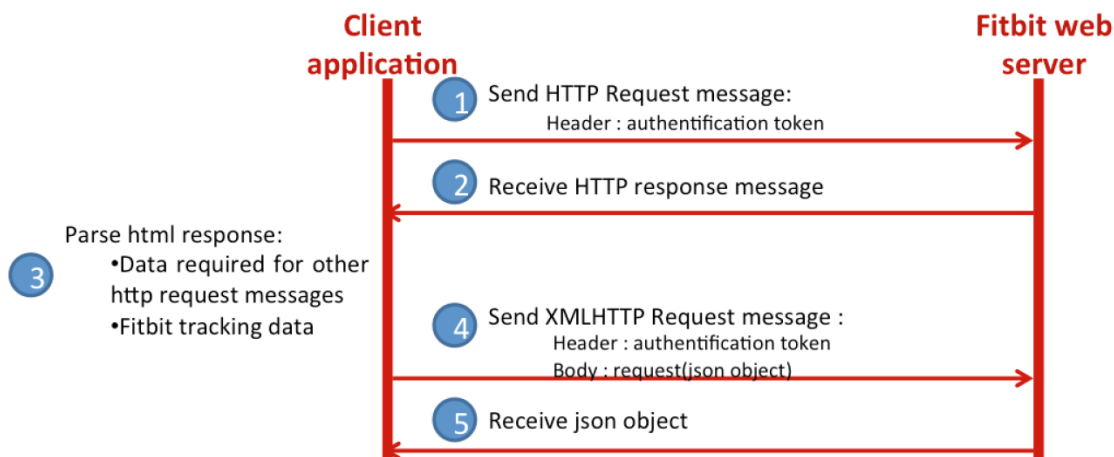 Client
application
Fitbit web
server
1
Send HTTP Request message:
Header : authentification token
2
Receive HTTP response message
Parse html response:
3
•Data required for other
http request messages
•Fitbit tracking data
4
Send XMLHTTP Request message :
Header : authentification token
Body : request(json object)
5
Receive json object